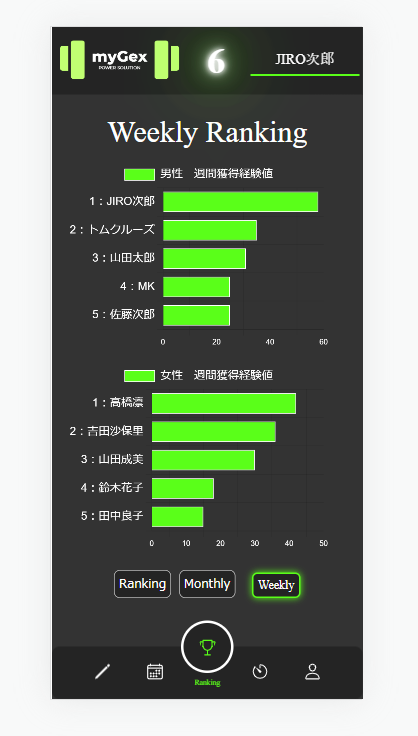 myGex
POWER SOLUTION
6
JIRO次郎
Weekly Ranking
男性　週間獲得経験値
1：JIRO次郎
2：トムクルーズ
3：山田太郎
4：MK
5：佐藤次郎
0 20 40 60
女性　週間獲得経験値
1：高橋凛
2：吉田沙保里
3：山田成美
4：鈴木花子
5：田中良子
0 10 20 30 40 50
Ranking Monthly Weekly
Ranking